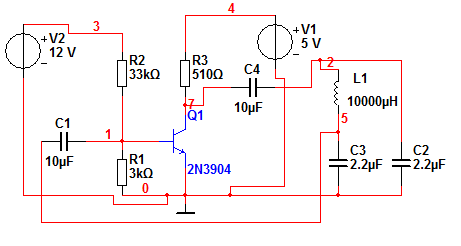 4
3
V2
12 V
V1
5 V
R2
33kΩ
R3
510Ω
C4
10µF
2
L1
10000µH
7
Q1
5
C1
10µF
1
R1
3kΩ
0
2N3904
C3
2.2µF
C2
2.2µF